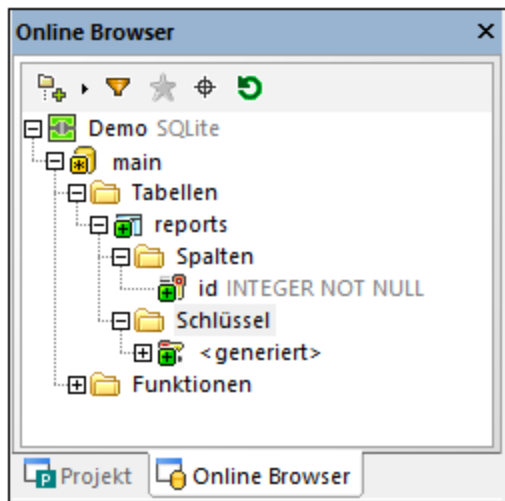 Online Browser
Demo SQLite
main
Tabellen
reports
Spalten
id INTEGER NOT NULL
Schlüssel
<generiert>
Funktionen
Projekt Online Browser